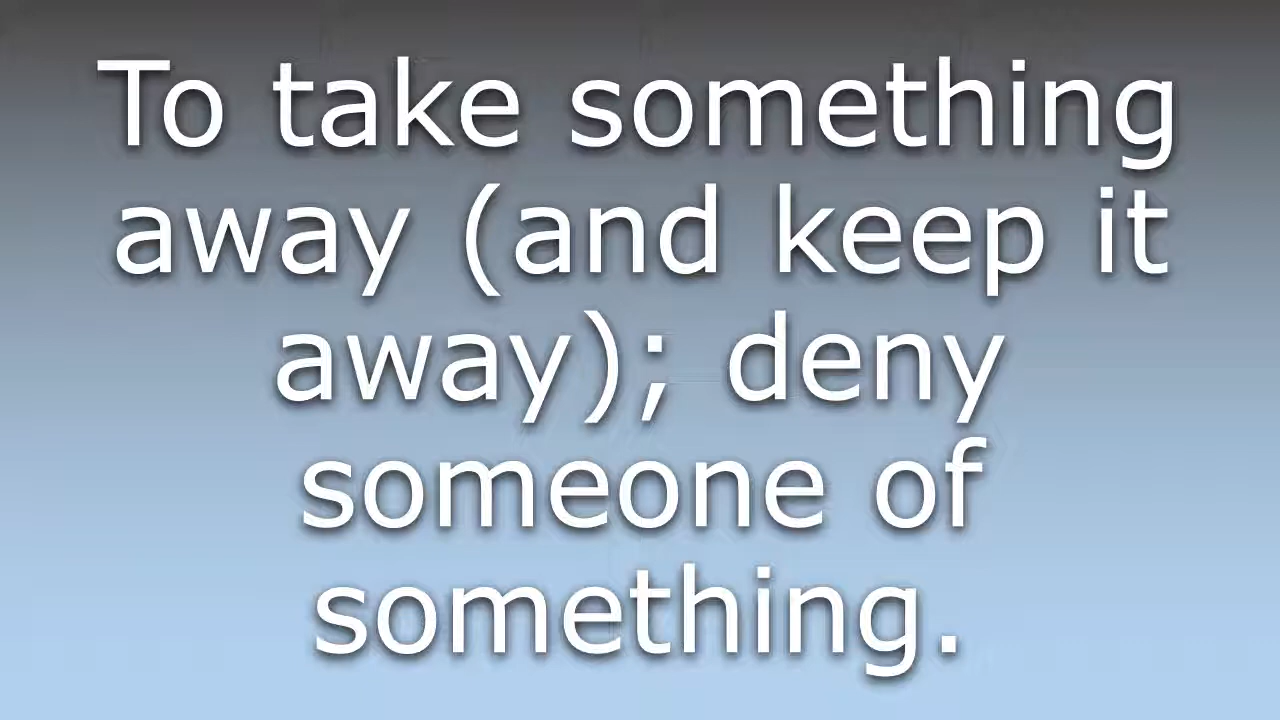 To take something
away (and keep it
away); deny
someone of
something.